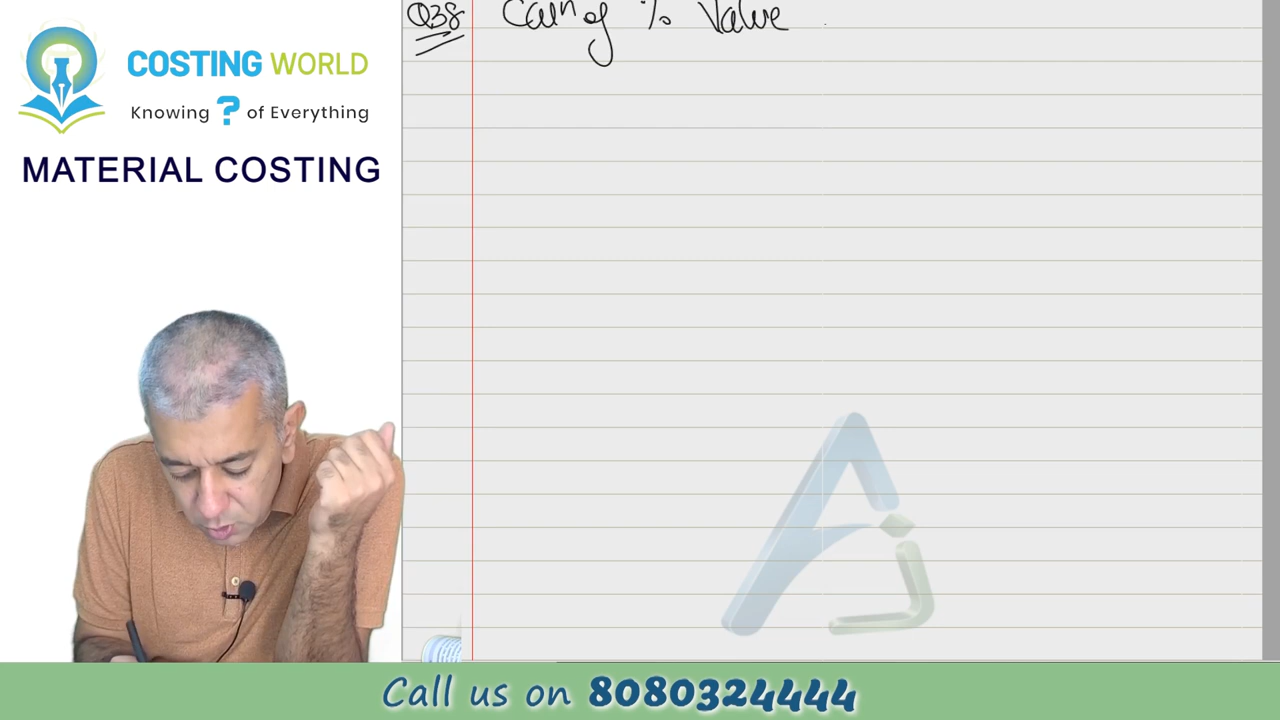 COSTING WORLD
Knowing ? of Everything
MATERIAL COSTING
Q38 Calⁿ of % Value
Call us on 8080324444